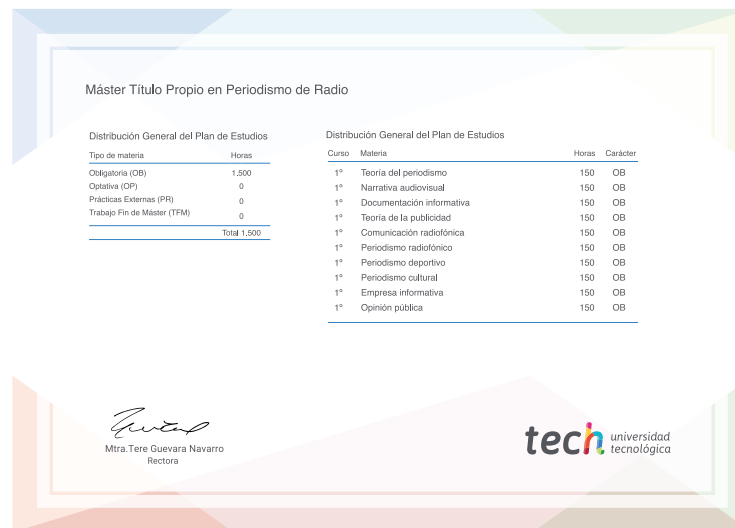 Máster Título Propio en Periodismo de Radio
Distribución General del Plan de Estudios
Tipo de materia Horas
Obligatoria (OB) 1.500
Optativa (OP) 0
Prácticas Externas (PR) 0
Trabajo Fin de Máster (TFM) 0
Total 1.500
Distribución General del Plan de Estudios
Curso Materia Horas Carácter
1º Teoría del periodismo 150 OB
1º Narrativa audiovisual 150 OB
1º Documentación informativa 150 OB
1º Teoría de la publicidad 150 OB
1º Comunicación radiofónica 150 OB
1º Periodismo radiofónico 150 OB
1º Periodismo deportivo 150 OB
1º Periodismo cultural 150 OB
1º Empresa informativa 150 OB
1º Opinión pública 150 OB
Mtra.Tere Guevara Navarro
Rectora
tech universidad
tecnológica